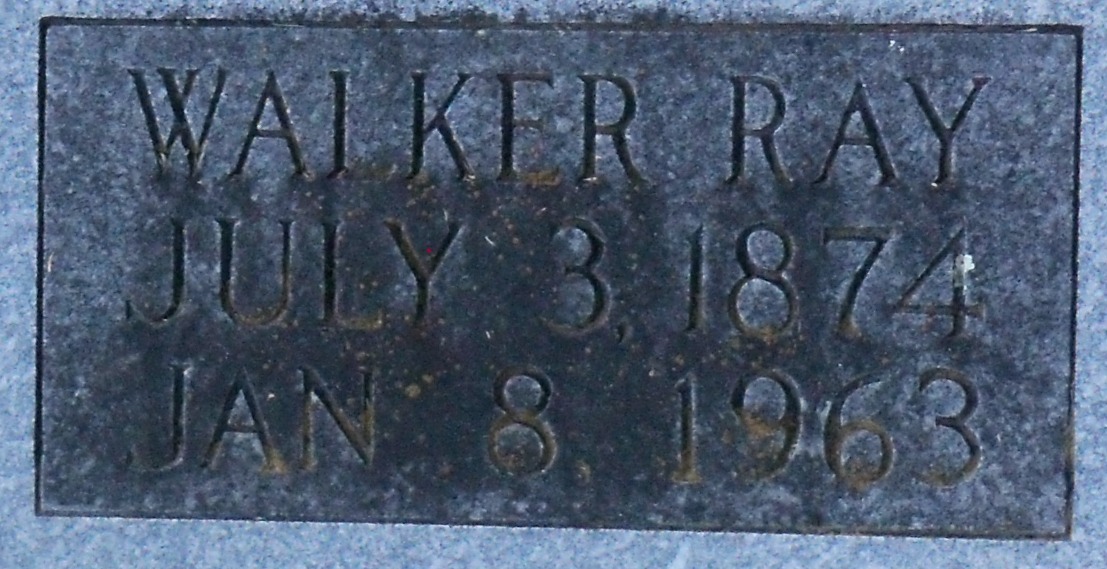 WALKER RAY
JULY 3, 1874
JAN 8, 1963